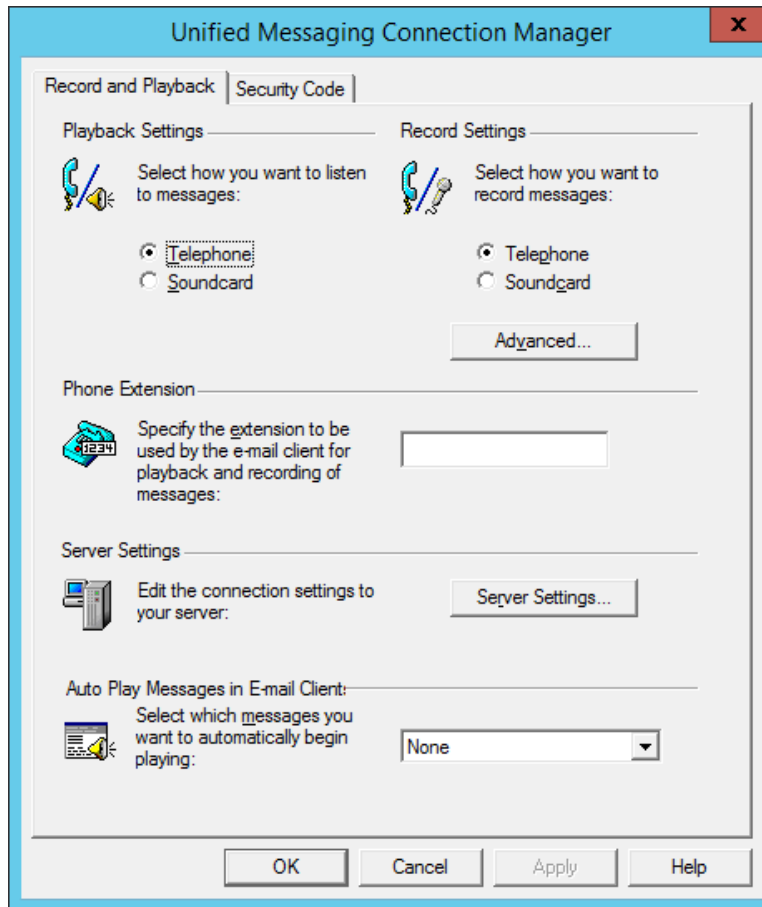 Unified Messaging Connection Manager
x
Record and Playback
Security Code
Playback Settings
Select how you want to listen
to messages:
Telephone
Soundcard
Record Settings
Select how you want to
record messages:
Telephone
Soundcard
Advanced...
Phone Extension
1234
Specify the extension to be
used by the e-mail client for
playback and recording of
messages:
Server Settings
Edit the connection settings to
your server:
Server Settings...
Auto Play Messages in E-mail Client:
Select which messages you
want to automatically begin
playing:
None
OK
Cancel
Apply
Help